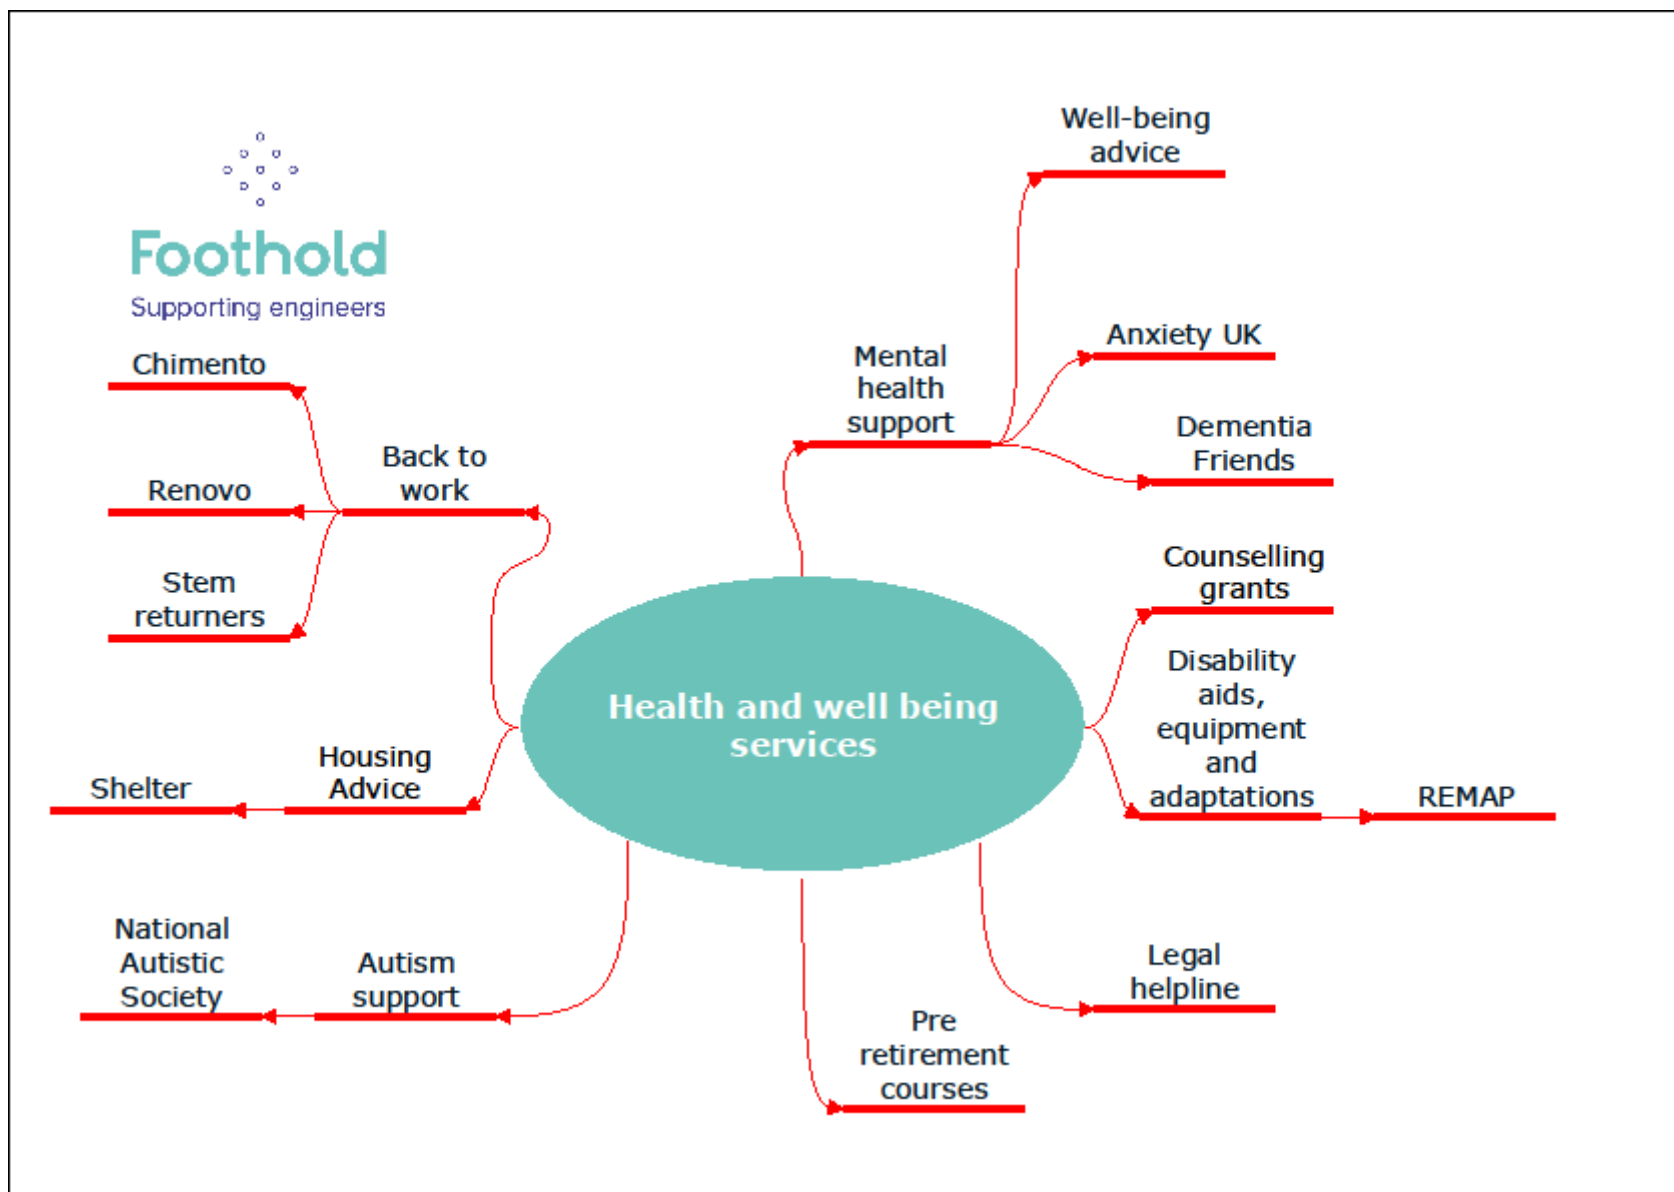 Foothold
Supporting engineers
Well-being
advice
Anxiety UK
Mental
health
support
Dementia
Friends
Chimento
Back to
work
Renovo
Stem
returners
Counselling
grants
Disability
aids,
equipment
and
adaptations
REMAP
Health and well being
services
Housing
Advice
Shelter
National
Autistic
Society
Autism
support
Legal
helpline
Pre
retirement
courses